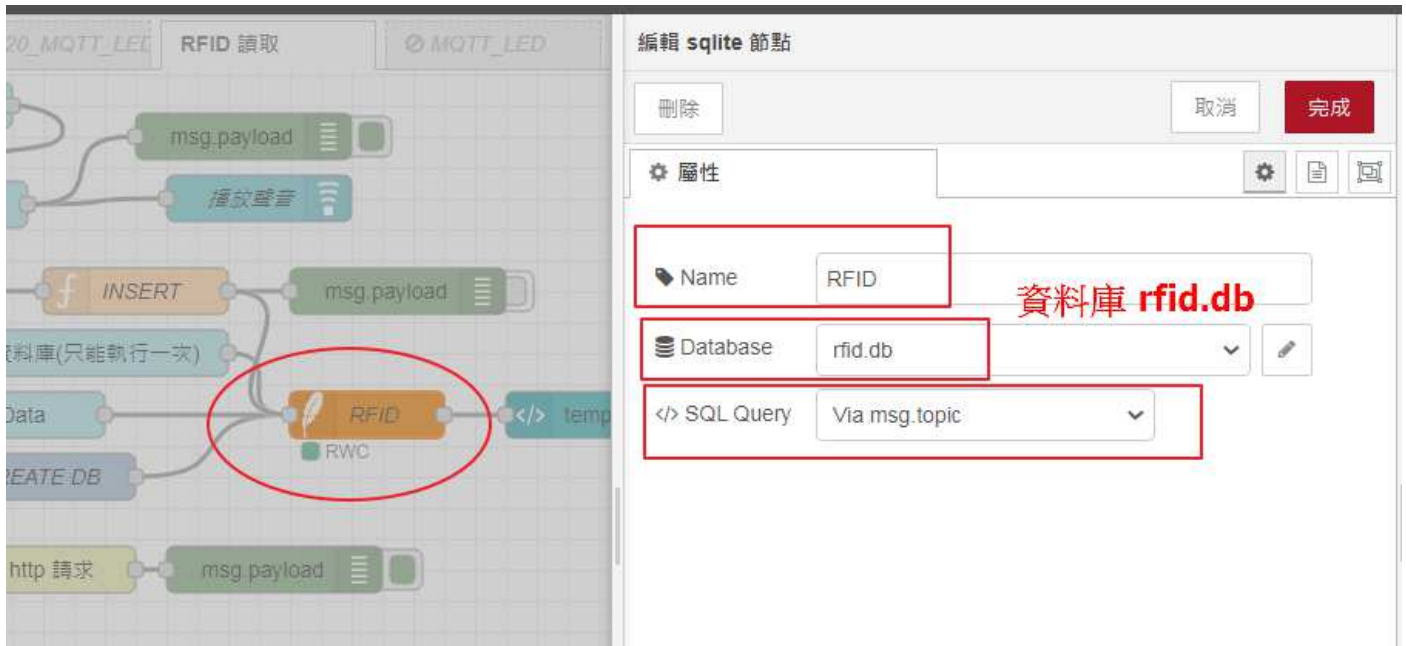 20_MQTT_LED
RFID 讀取
MQTT_LED
msg.payload
播放聲音
INSERT
msg.payload
資料庫(只能執行一次)
Data
RFID
temp
RWC
REATE DB
http 請求
msg.payload
編輯 sqlite 節點
刪除
取消
完成
屬性
Name
RFID
資料庫 rfid.db
Database
rfid.db
</> SQL Query
Via msg.topic